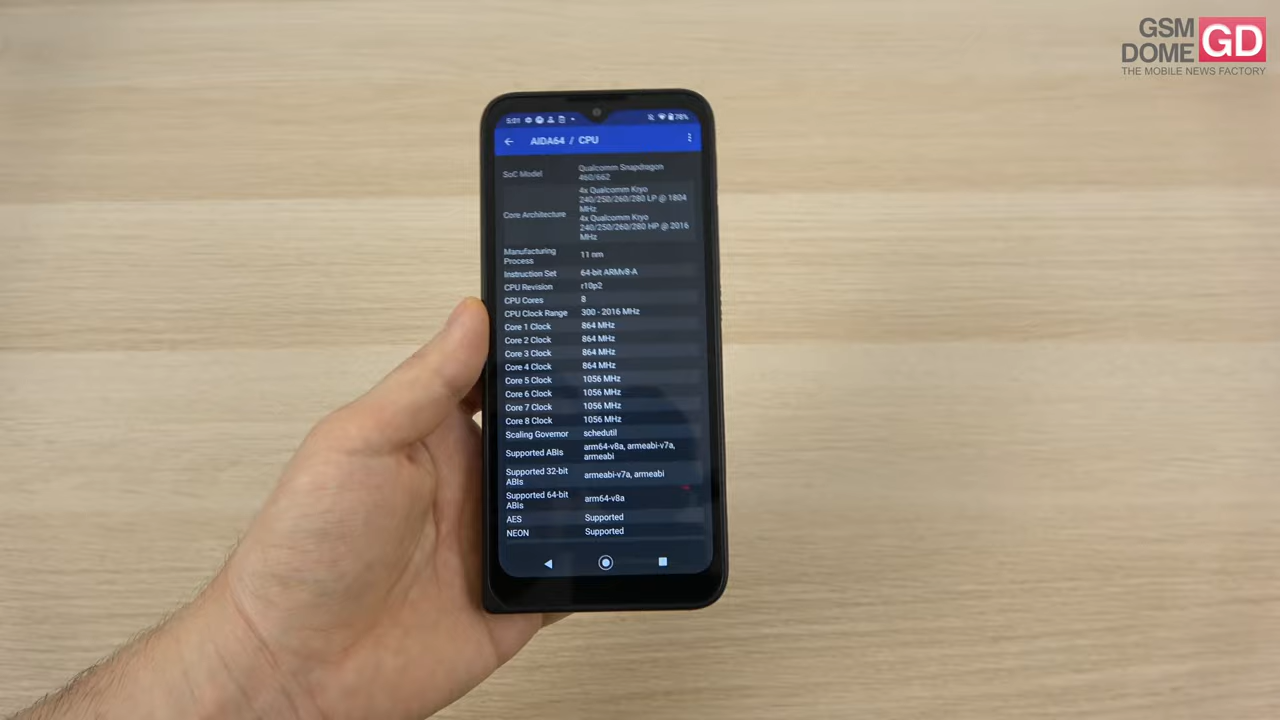 GSM
DOME GD
THE MOBILE NEWS FACTORY
5:01 78%
AIDA64 / CPU
SoC Model Qualcomm Snapdragon
460/662
Core Architecture 4x Qualcomm Kryo
240/250/260/280 LP @ 1804
MHz
4x Qualcomm Kryo
240/250/260/280 HP @ 2016
MHz
Manufacturing
Process 11 nm
Instruction Set 64-bit ARMv8-A
CPU Revision r10p2
CPU Cores 8
CPU Clock Range 300 - 2016 MHz
Core 1 Clock 864 MHz
Core 2 Clock 864 MHz
Core 3 Clock 864 MHz
Core 4 Clock 864 MHz
Core 5 Clock 1056 MHz
Core 6 Clock 1056 MHz
Core 7 Clock 1056 MHz
Core 8 Clock 1056 MHz
Scaling Governor schedutil
Supported ABIs arm64-v8a, armeabi-v7a,
armeabi
Supported 32-bit
ABIs armeabi-v7a, armeabi
Supported 64-bit
ABIs arm64-v8a
AES Supported
NEON Supported